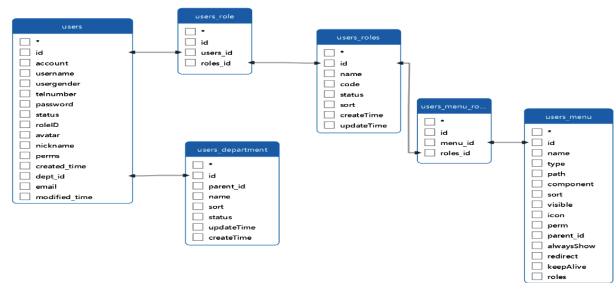 users
*
id
account
username
usergender
telnumber
password
status
roleID
avatar
nickname
perms
created_time
dept_id
email
modified_time
users_role
*
id
users_id
roles_id
users_department
*
id
parent_id
name
sort
status
updateTime
createTime
users_roles
*
id
name
code
status
sort
createTime
updateTime
users_menu_ro...
*
id
menu_id
roles_id
users_menu
*
id
name
type
path
component
sort
visible
icon
perm
parent_id
alwaysShow
redirect
keepAlive
roles